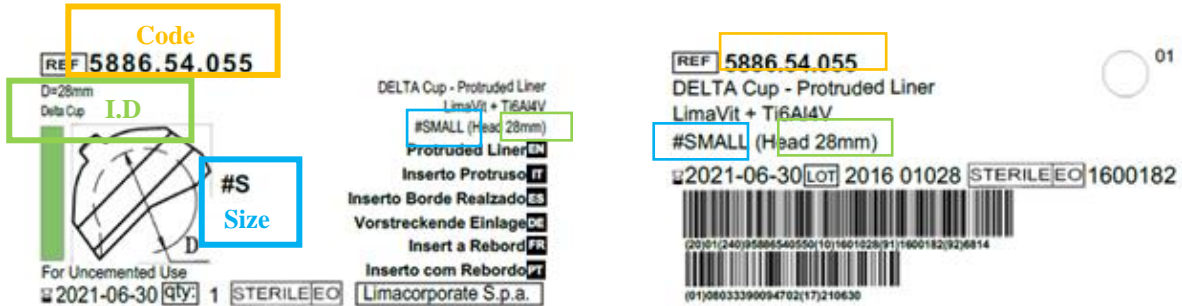 Code
REF 5886.54.055
D=28mm
Delta Cup
I.D
#S
Size
D
For Uncemented Use
2021-06-30 qty: 1 STERILE EO Limacorporate S.p.a.
DELTA Cup - Protruded Liner
LimaVit + Ti6Al4V
#SMALL (Head 28mm)
Protruded Liner EN
Inserto Protruso IT
Inserto Borde Realzado ES
Vorstreckende Einlage DE
Insert a Rebord FR
Inserto com Rebordo PT
REF 5886.54.055
01
DELTA Cup - Protruded Liner
LimaVit + Ti6Al4V
#SMALL (Head 28mm)
2021-06-30 LOT 2016 01028 STERILE EO 1600182
(20)01(240)95886540550(10)1601028(91)1600182(92)6814
(01)08033390094702(17)210630